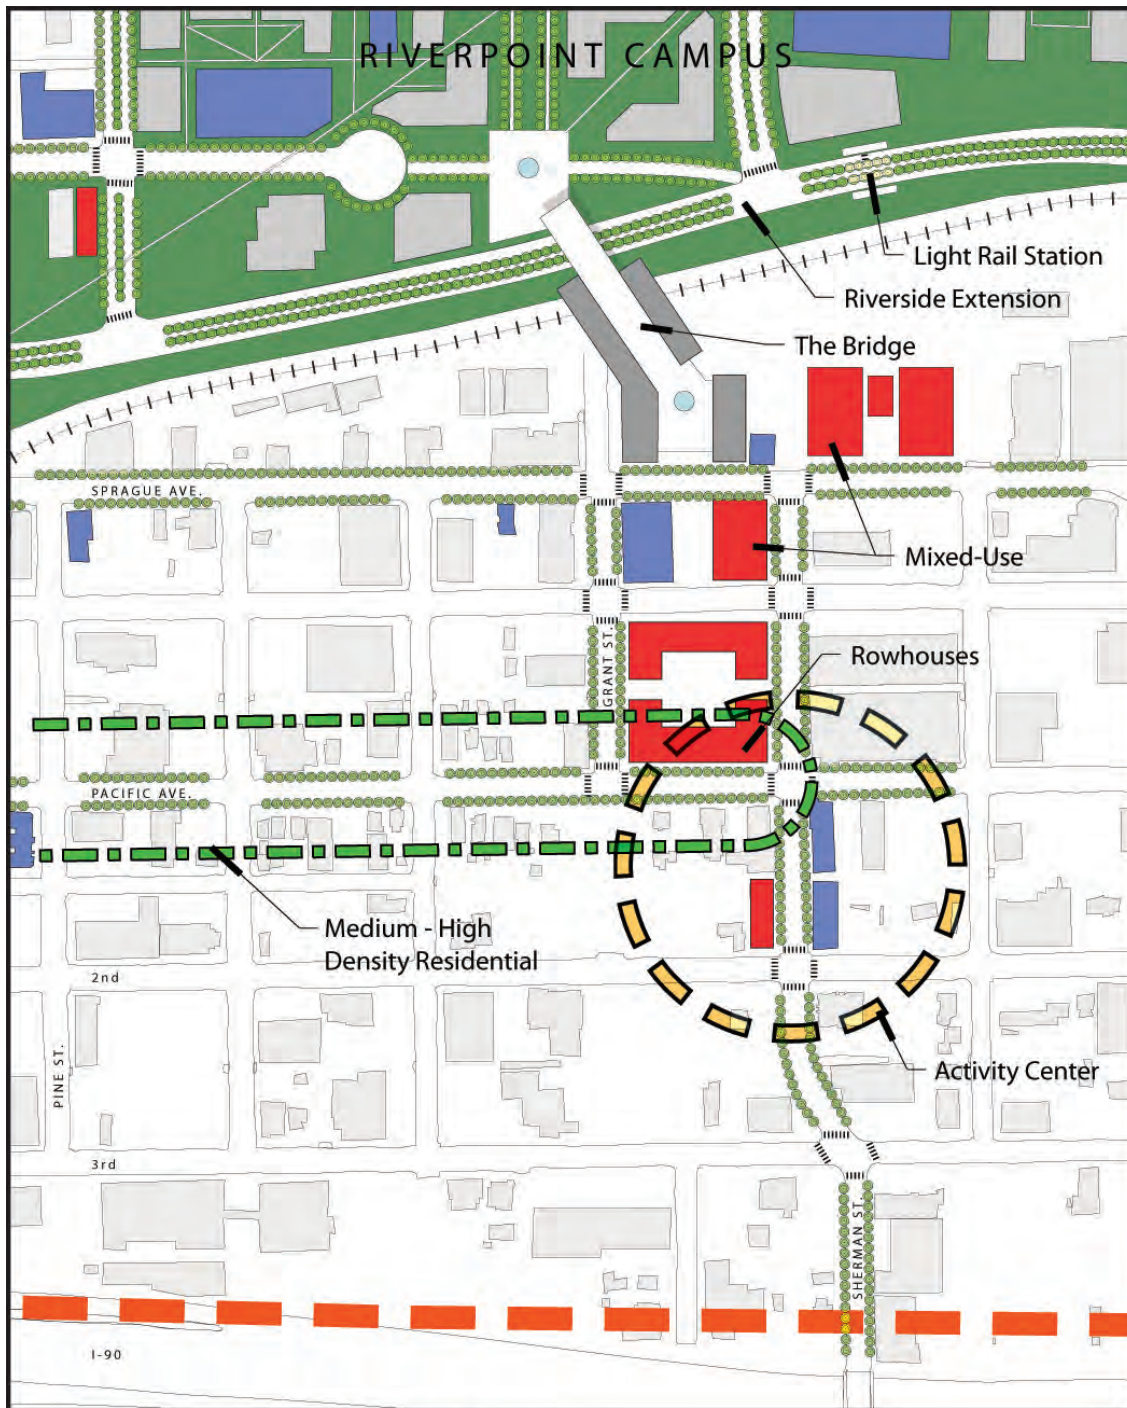 RIVERPOINT CAMPUS
Light Rail Station
Riverside Extension
The Bridge
SPRAGUE AVE.
Mixed-Use
GRANT ST.
Rowhouses
PACIFIC AVE.
Medium - High
Density Residential
2nd
PINE ST.
Activity Center
3rd
SHERMAN ST.
I-90